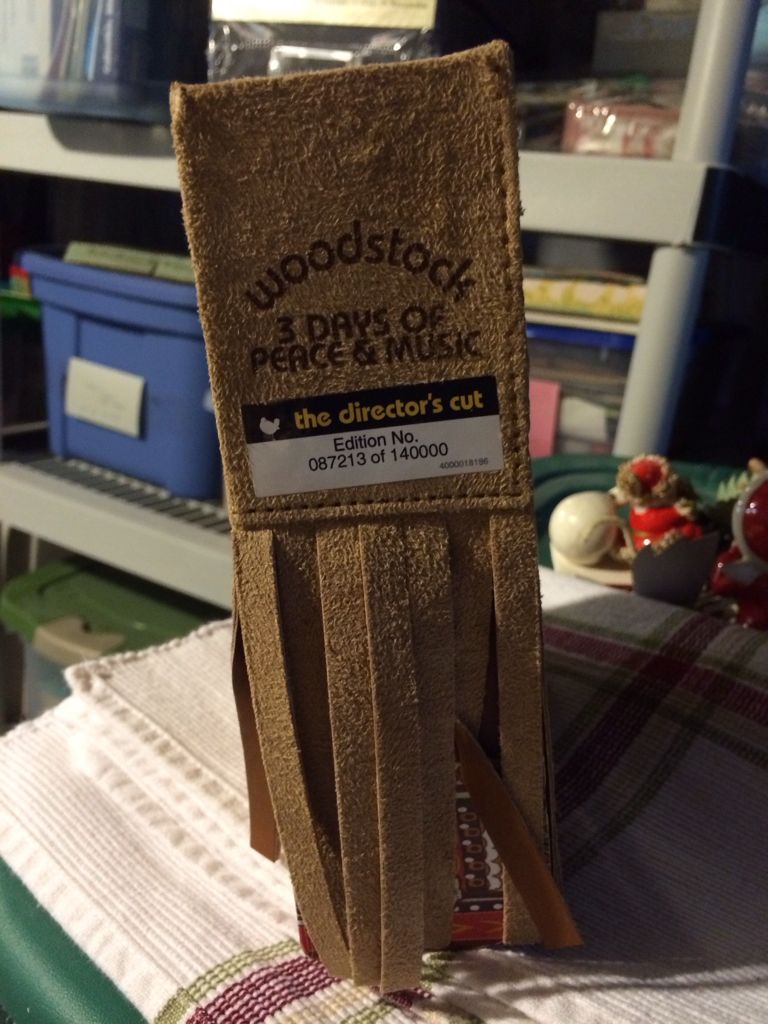 woodstock
3 DAYS OF
PEACE & MUSIC
the director's cut
Edition No.
087213 of 140000
4000018196